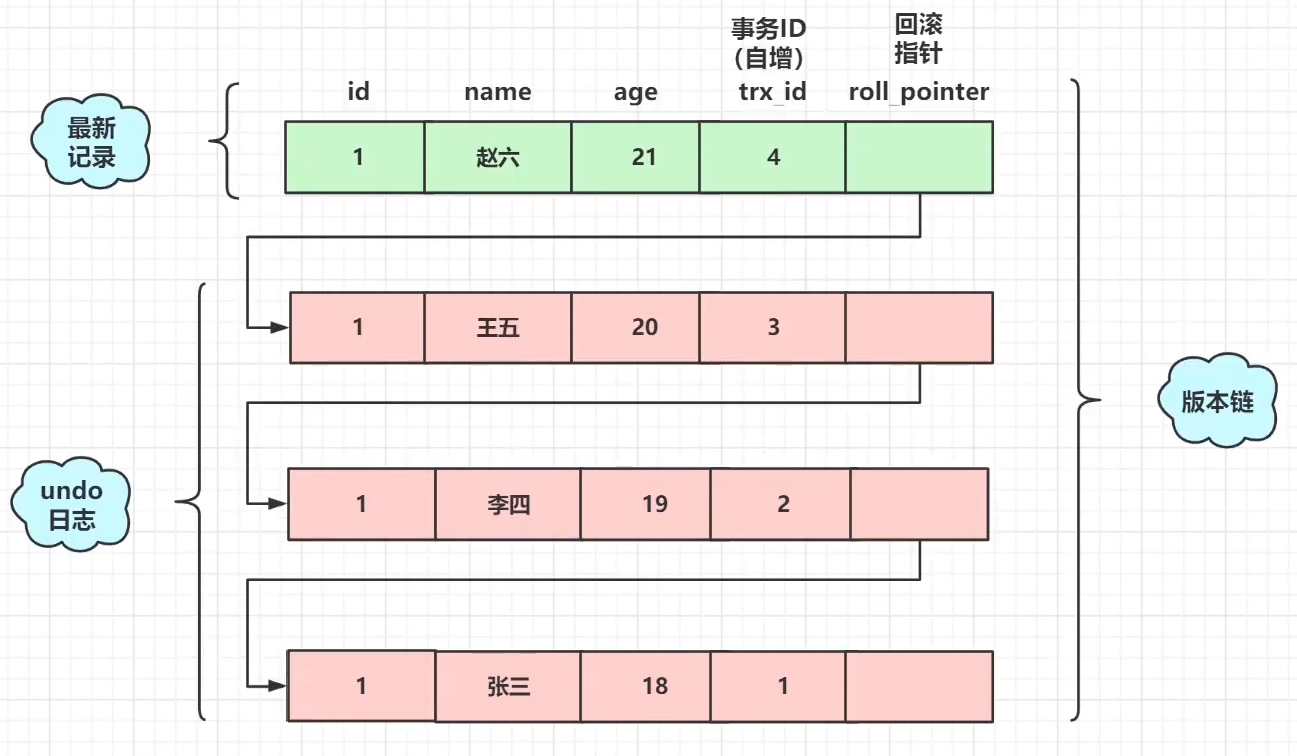 事务ID
（自增）
回滚
指针
id name age trx_id roll_pointer
最新
记录
1 赵六 21 4
1 王五 20 3
版本链
undo
日志
1 李四 19 2
1 张三 18 1